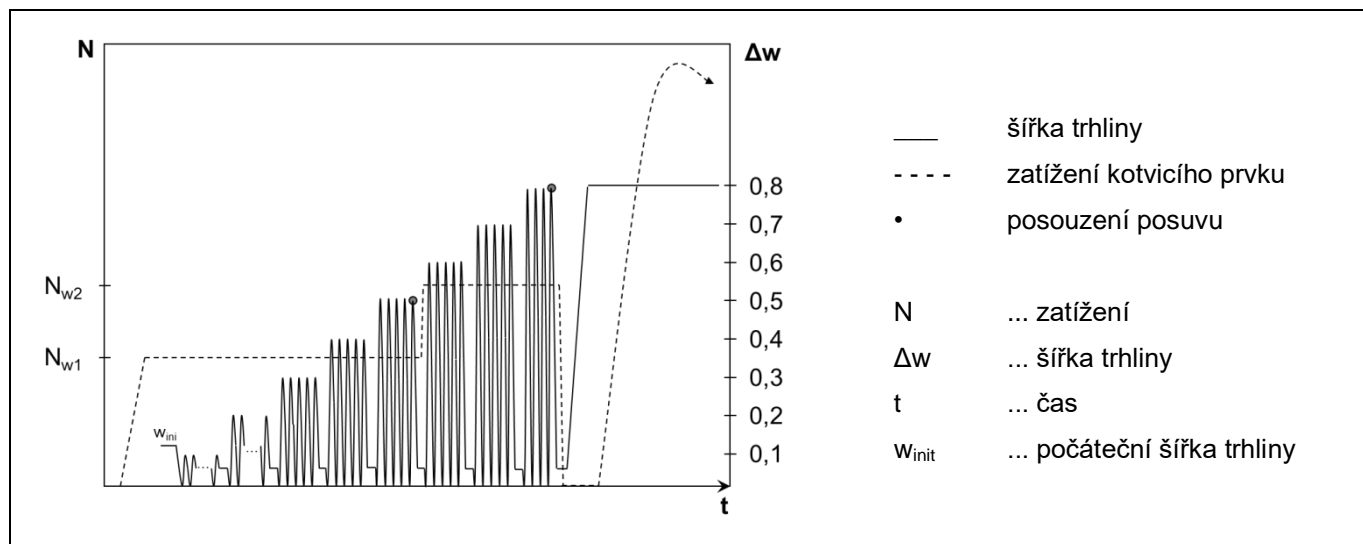 N
Δw
0,8
0,7
0,6
N_w2
0,5
0,4
N_w1
0,3
0,2
w_ini
0,1
t
___ šířka trhliny
- - - - zatížení kotvicího prvku
• posouzení posuvu
N ... zatížení
Δw ... šířka trhliny
t ... čas
w_init ... počáteční šířka trhliny